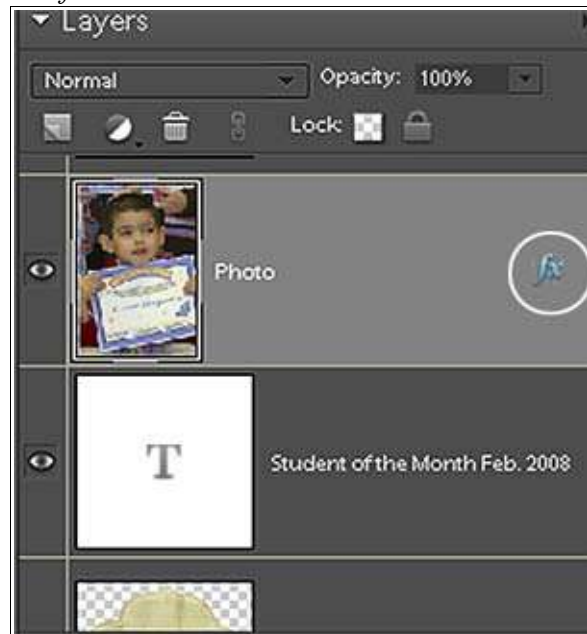 Layers
Normal Opacity: 100%
Lock:
Photo fx
T
Student of the Month Feb. 2008